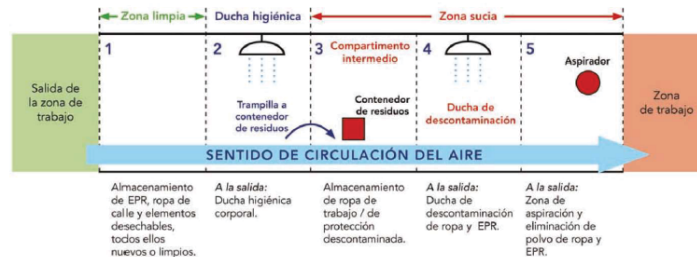 Zona limpia
Ducha higiénica
Zona sucia
Salida de
la zona de
trabajo
1
2
Trampilla a
contenedor
de residuos
3
Compartimento
intermedio
Contenedor
de residuos
4
Ducha de
descontaminación
5
Aspirador
Zona
de trabajo
SENTIDO DE CIRCULACIÓN DEL AIRE
Almacenamiento
de EPR, ropa de
calle y elementos
desechables,
todos ellos
nuevos o limpios.
A la salida:
Ducha higiénica
corporal.
Almacenamiento
de ropa de
trabajo / de
protección
descontaminada.
A la salida:
Ducha de
descontaminación
de ropa y EPR.
A la salida:
Zona de
aspiración y
eliminación de
polvo de ropa y
EPR.